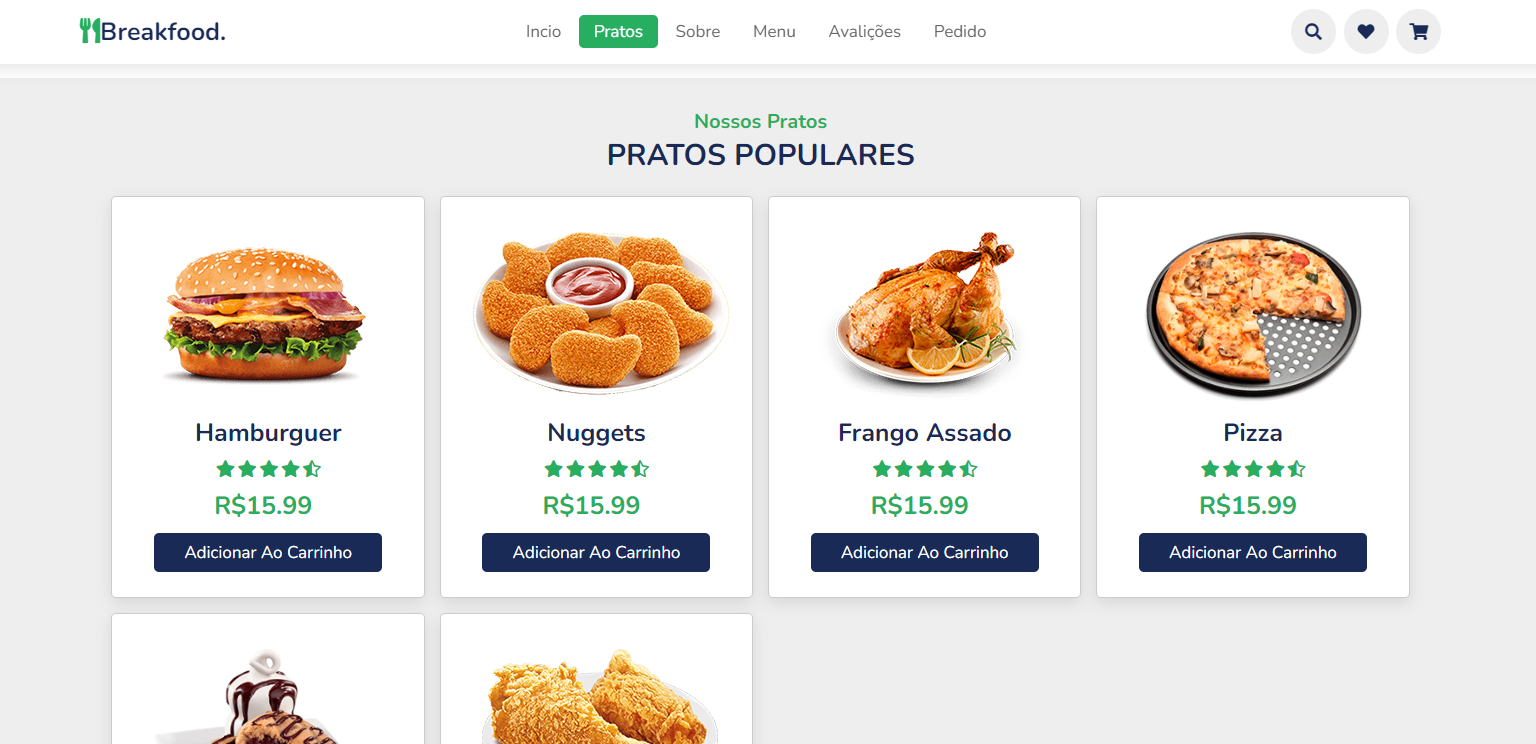 Breakfood.
Incio Pratos Sobre Menu Avalições Pedido
Nossos Pratos
PRATOS POPULARES
Hamburguer Nuggets Frango Assado Pizza
R$15.99 R$15.99 R$15.99 R$15.99
Adicionar Ao Carrinho Adicionar Ao Carrinho Adicionar Ao Carrinho Adicionar Ao Carrinho